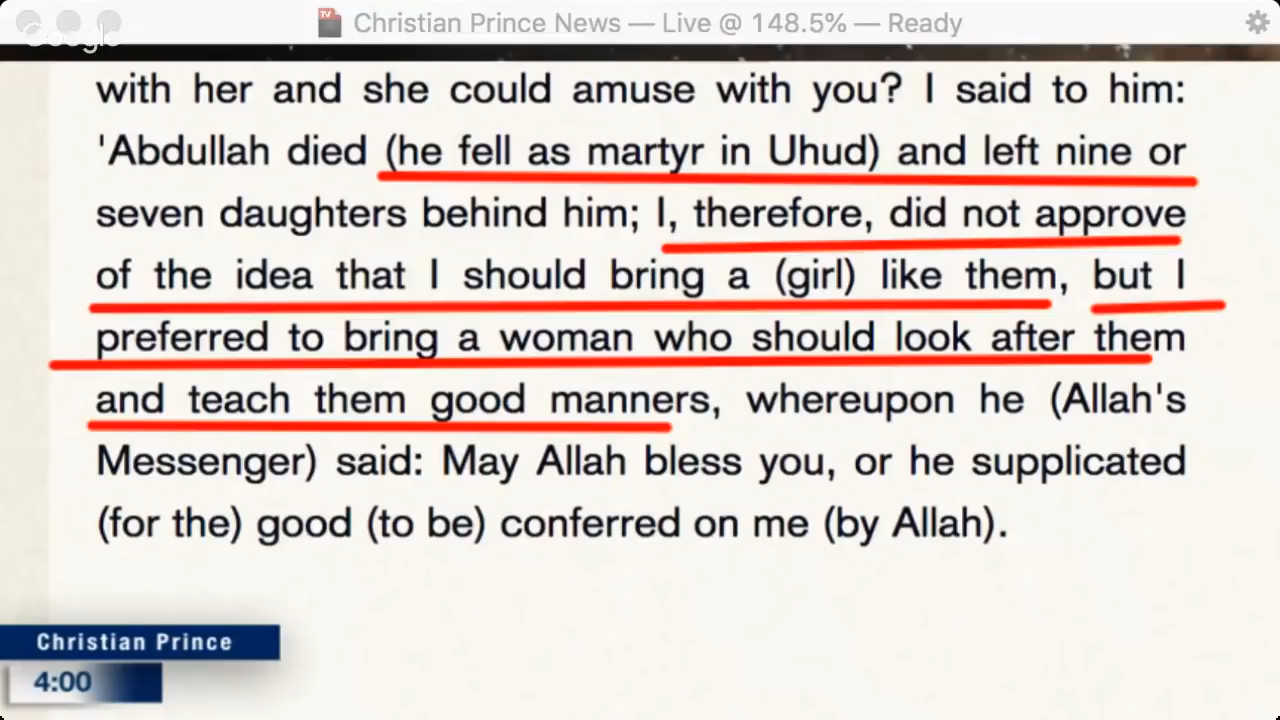 TV
Christian Prince News — Live @ 148.5% — Ready
Google
with her and she could amuse with you? I said to him:
'Abdullah died (he fell as martyr in Uhud) and left nine or
seven daughters behind him; I, therefore, did not approve
of the idea that I should bring a (girl) like them, but I
preferred to bring a woman who should look after them
and teach them good manners, whereupon he (Allah's
Messenger) said: May Allah bless you, or he supplicated
(for the) good (to be) conferred on me (by Allah).
Christian Prince
4:00